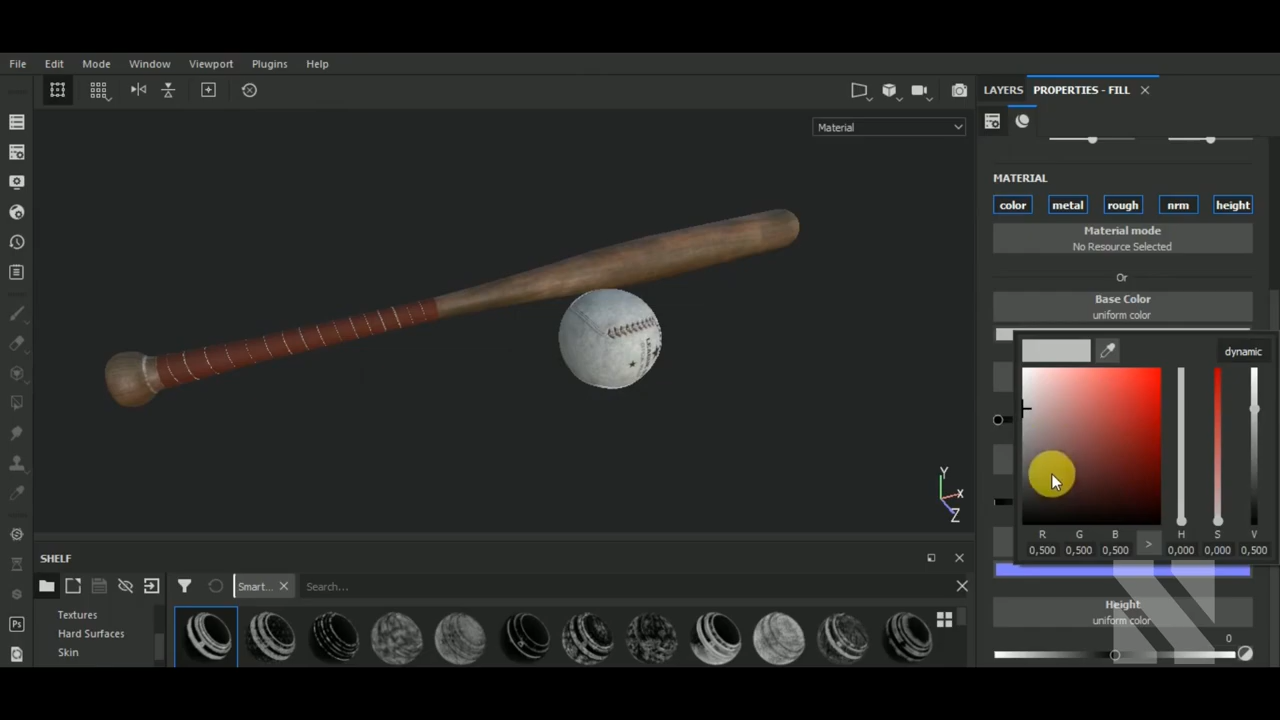 File Edit Mode Window Viewport Plugins Help
LAYERS PROPERTIES - FILL
Material
MATERIAL
color metal rough nrm height
Material mode
No Resource Selected
Or
Base Color
uniform color
dynamic
Y
X
Z
R G B H S V
0,500 0,500 0,500 > 0,000 0,000 0,500
SHELF
Height
uniform color
0
Smart... Search...
Textures
Hard Surfaces
Skin
Ps